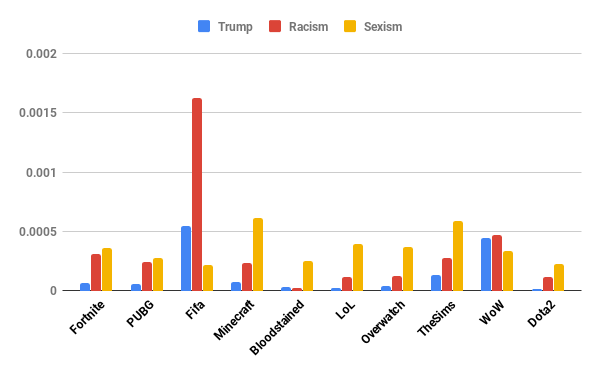 Trump Racism Sexism
0.002
0.0015
0.001
0.0005
0
Fortnite
PUBG
Fifa
Minecraft
Bloodstained
LoL
Overwatch
TheSims
WoW
Dota2